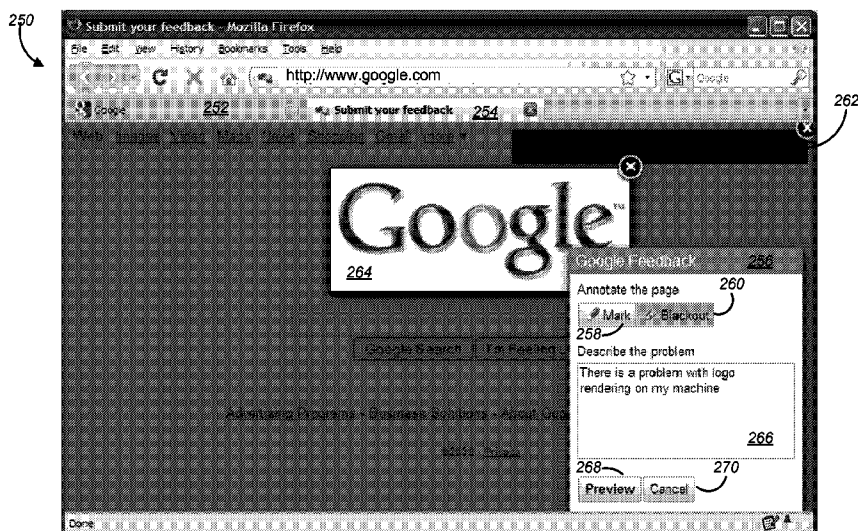 250
Submit your feedback - Mozilla Firefox
File Edit View History Bookmarks Tools Help
http://www.google.com
G Google
Google 252 Submit your feedback 254
262
Web Images Video Maps News Shopping Gmail more
Google™
264
Google Feedback 256
Annotate the page 260
Mark Blackout
258
Google Search I'm Feeling
Describe the problem
There is a problem with logo
rendering on my machine
Advertising Programs - Business Solutions - About
266
Privacy
268 270
Preview Cancel
Done